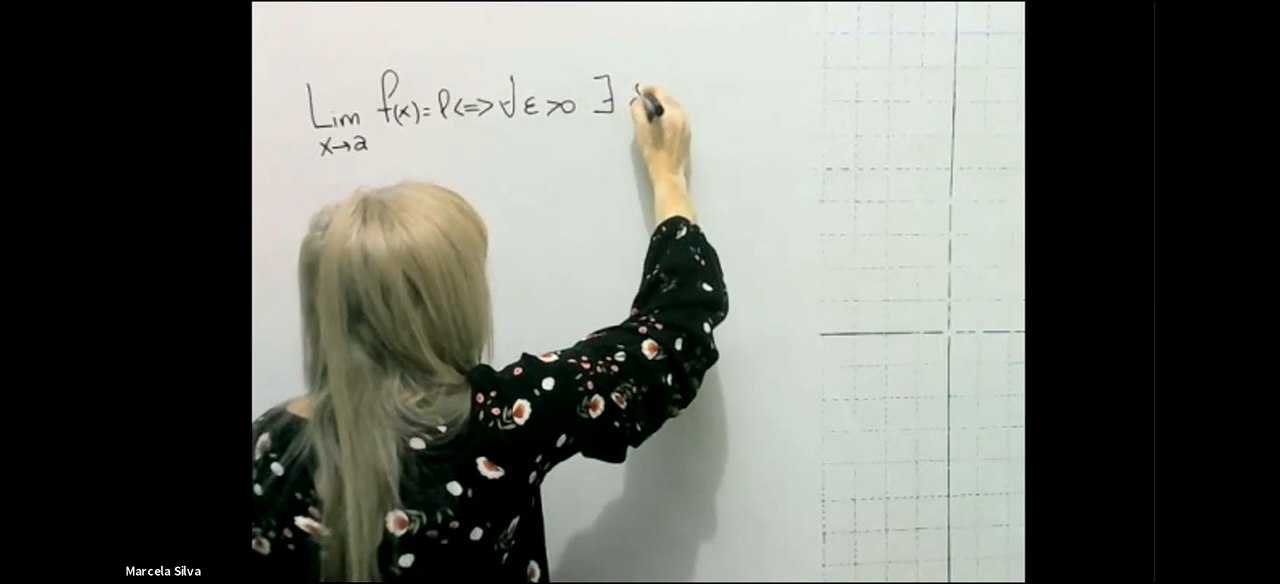 Lim f(x) = l <=> ∀ ε > 0 ∃
x→a
Marcela Silva